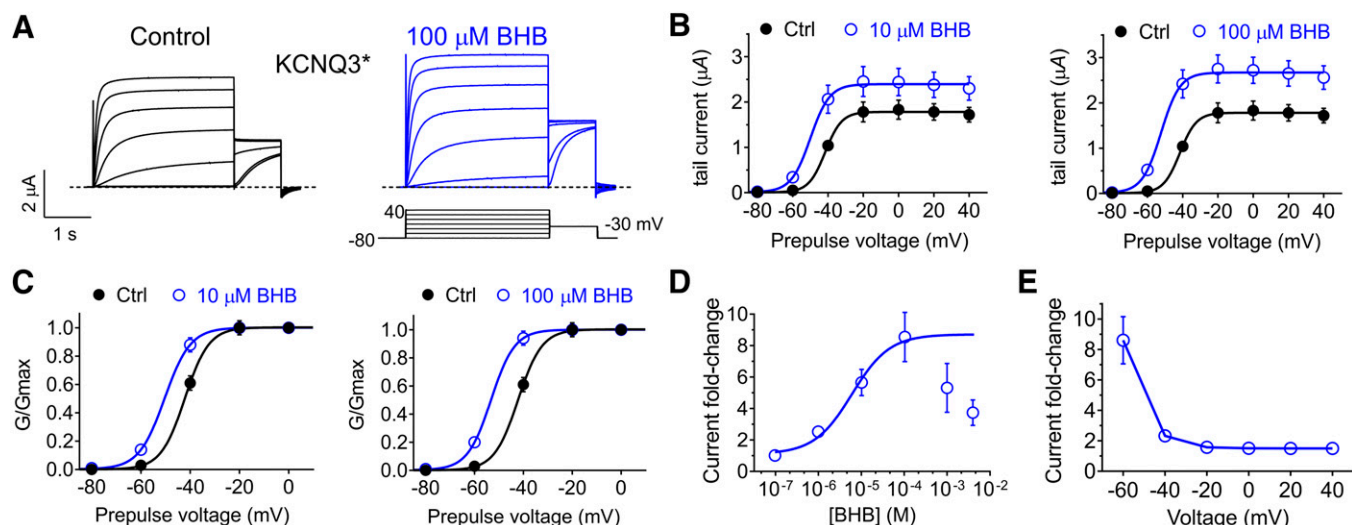 A
Control
100 μM BHB
KCNQ3*
2 μA
1 s
40
-80
-30 mV
B
Ctrl 10 μM BHB
tail current (μA)
3
2
1
0
-80 -60 -40 -20 0 20 40
Prepulse voltage (mV)
Ctrl 100 μM BHB
tail current (μA)
3
2
1
0
-80 -60 -40 -20 0 20 40
Prepulse voltage (mV)
C
Ctrl 10 μM BHB
G/Gmax
1.0
0.8
0.6
0.4
0.2
0.0
-80 -60 -40 -20 0
Prepulse voltage (mV)
Ctrl 100 μM BHB
G/Gmax
1.0
0.8
0.6
0.4
0.2
0.0
-80 -60 -40 -20 0
Prepulse voltage (mV)
D
Current fold-change
10
8
6
4
2
0
10⁻⁷ 10⁻⁶ 10⁻⁵ 10⁻⁴ 10⁻³ 10⁻²
[BHB] (M)
E
Current fold-change
10
8
6
4
2
0
-60 -40 -20 0 20 40
Voltage (mV)